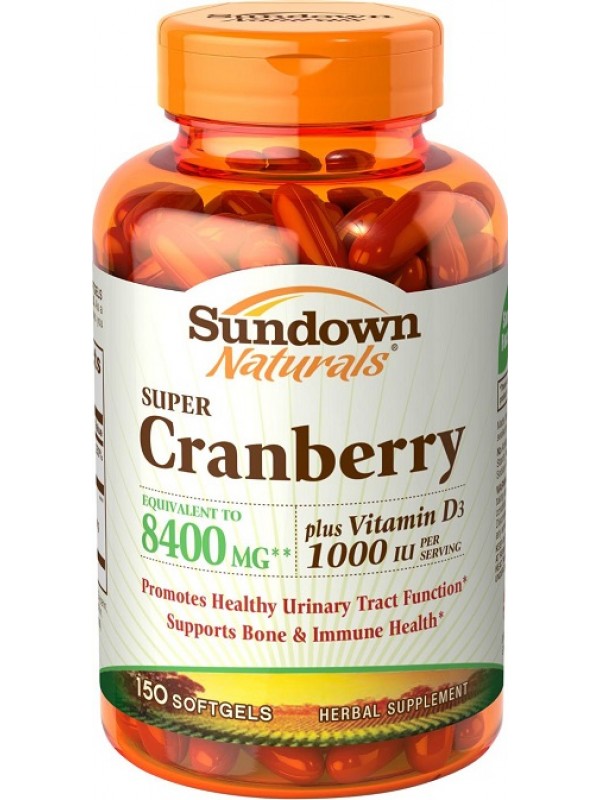 Sundown
Naturals®
SUPER
Cranberry
EQUIVALENT TO
8400 MG**
plus Vitamin D3
1000 IU PER SERVING
Promotes Healthy Urinary Tract Function*
Supports Bone & Immune Health*
150 SOFTGELS
HERBAL SUPPLEMENT